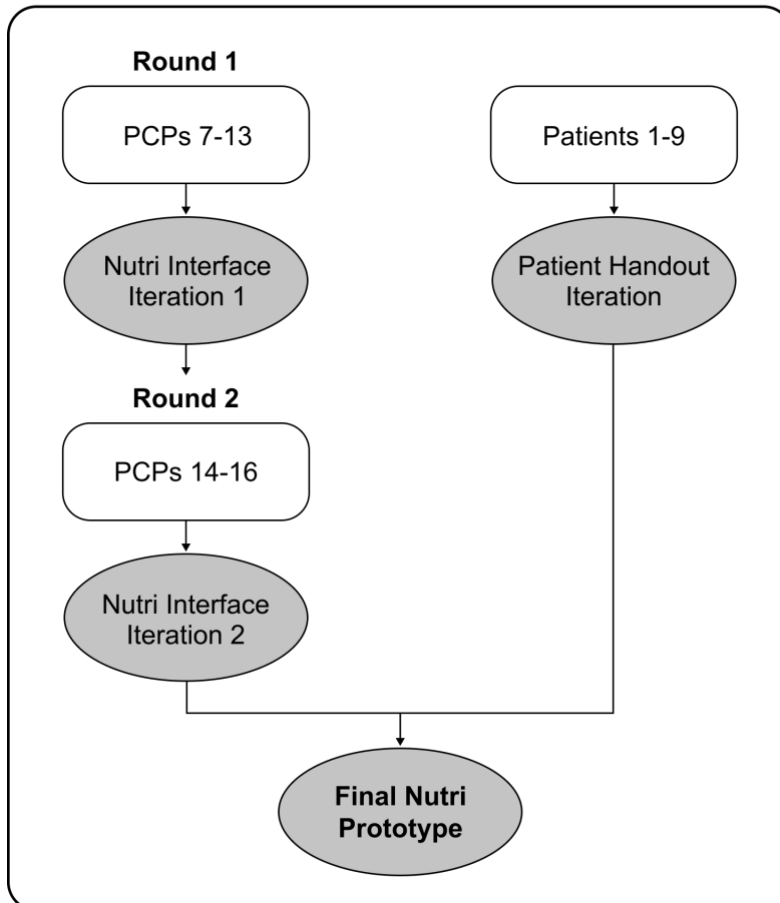 Round 1
PCPs 7-13
Nutri Interface
Iteration 1
Round 2
PCPs 14-16
Nutri Interface
Iteration 2
Patients 1-9
Patient Handout
Iteration
Final Nutri
Prototype